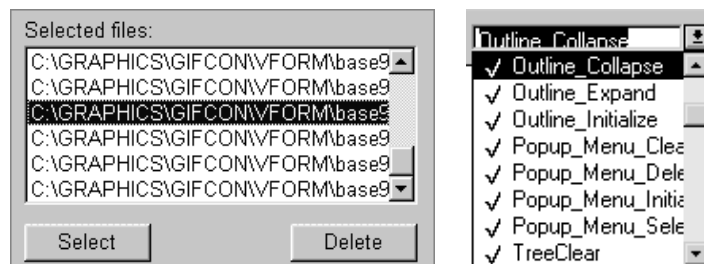 Selected files:
C:\GRAPHICS\GIFCON\VFORM\base9
C:\GRAPHICS\GIFCON\VFORM\base9
C:\GRAPHICS\GIFCON\VFORM\base9
C:\GRAPHICS\GIFCON\VFORM\base9
C:\GRAPHICS\GIFCON\VFORM\base9
C:\GRAPHICS\GIFCON\VFORM\base9
Select
Delete
Outline_Collapse
Outline_Collapse
Outline_Expand
Outline_Initialize
Popup_Menu_Clea
Popup_Menu_Dele
Popup_Menu_Initia
Popup_Menu_Sele
TreeClear